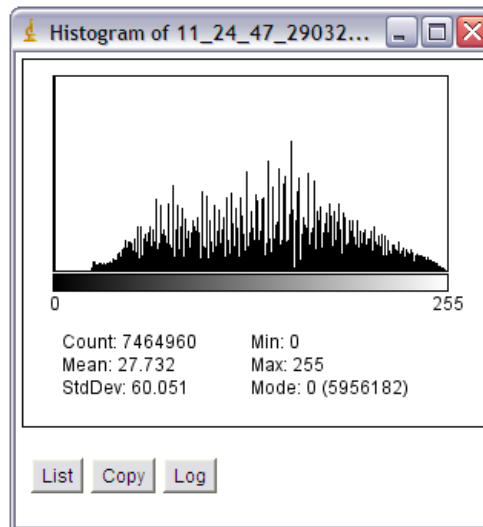 Histogram of 11_24_47_29032...
0 255
Count: 7464960 Min: 0
Mean: 27.732 Max: 255
StdDev: 60.051 Mode: 0 (5956182)
List Copy Log